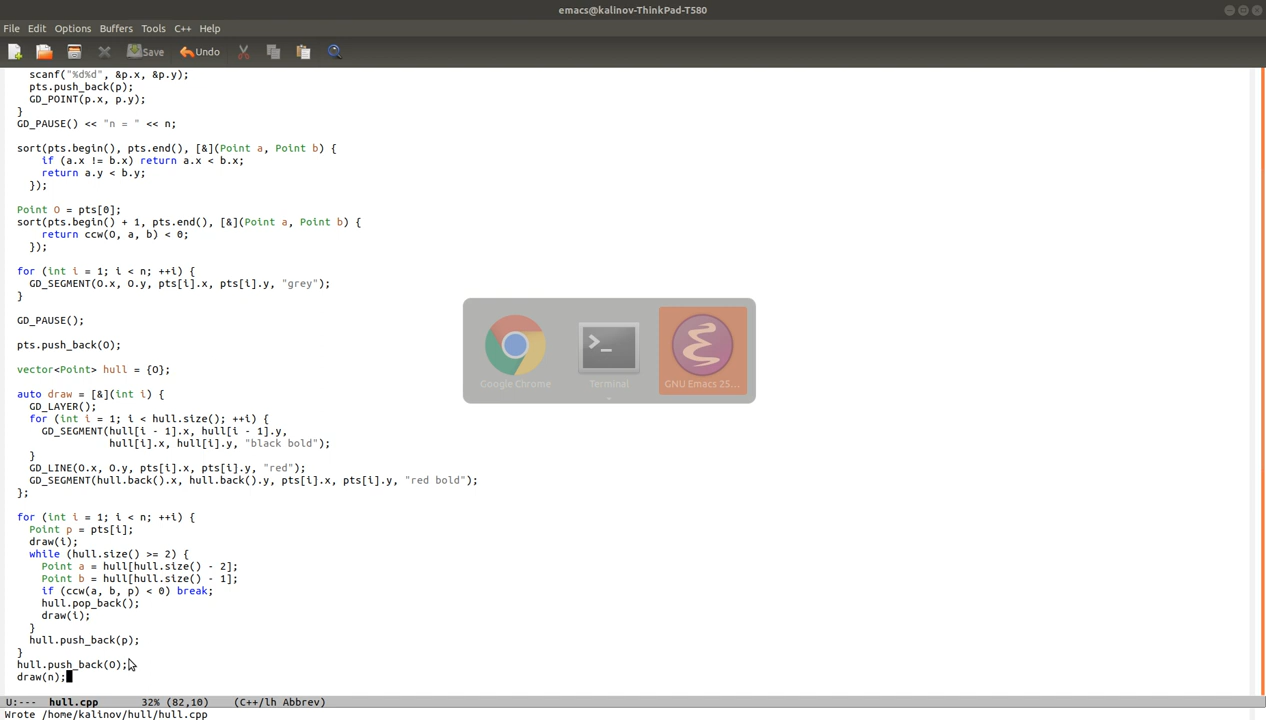 emacs@kalinov-ThinkPad-T580
File Edit Options Buffers Tools C++ Help
Save Undo
scanf("%d%d", &p.x, &p.y);
pts.push_back(p);
GD_POINT(p.x, p.y);
}
GD_PAUSE() << "n = " << n;
sort(pts.begin(), pts.end(), [&](Point a, Point b) {
if (a.x != b.x) return a.x < b.x;
return a.y < b.y;
});
Point O = pts[0];
sort(pts.begin() + 1, pts.end(), [&](Point a, Point b) {
return ccw(O, a, b) < 0;
});
for (int i = 1; i < n; ++i) {
GD_SEGMENT(O.x, O.y, pts[i].x, pts[i].y, "grey");
}
GD_PAUSE();
pts.push_back(O);
vector<Point> hull = {O};
auto draw = [&](int i) {
GD_LAYER();
for (int i = 1; i < hull.size(); ++i) {
GD_SEGMENT(hull[i - 1].x, hull[i - 1].y,
hull[i].x, hull[i].y, "black bold");
}
GD_LINE(O.x, O.y, pts[i].x, pts[i].y, "red");
GD_SEGMENT(hull.back().x, hull.back().y, pts[i].x, pts[i].y, "red bold");
};
for (int i = 1; i < n; ++i) {
Point p = pts[i];
draw(i);
while (hull.size() >= 2) {
Point a = hull[hull.size() - 2];
Point b = hull[hull.size() - 1];
if (ccw(a, b, p) < 0) break;
hull.pop_back();
draw(i);
}
hull.push_back(p);
}
hull.push_back(O);
draw(n);
Google Chrome Terminal GNU Emacs 25...
U:--- hull.cpp 32% (82,10) (C++/lh Abbrev)
Wrote /home/kalinov/hull/hull.cpp